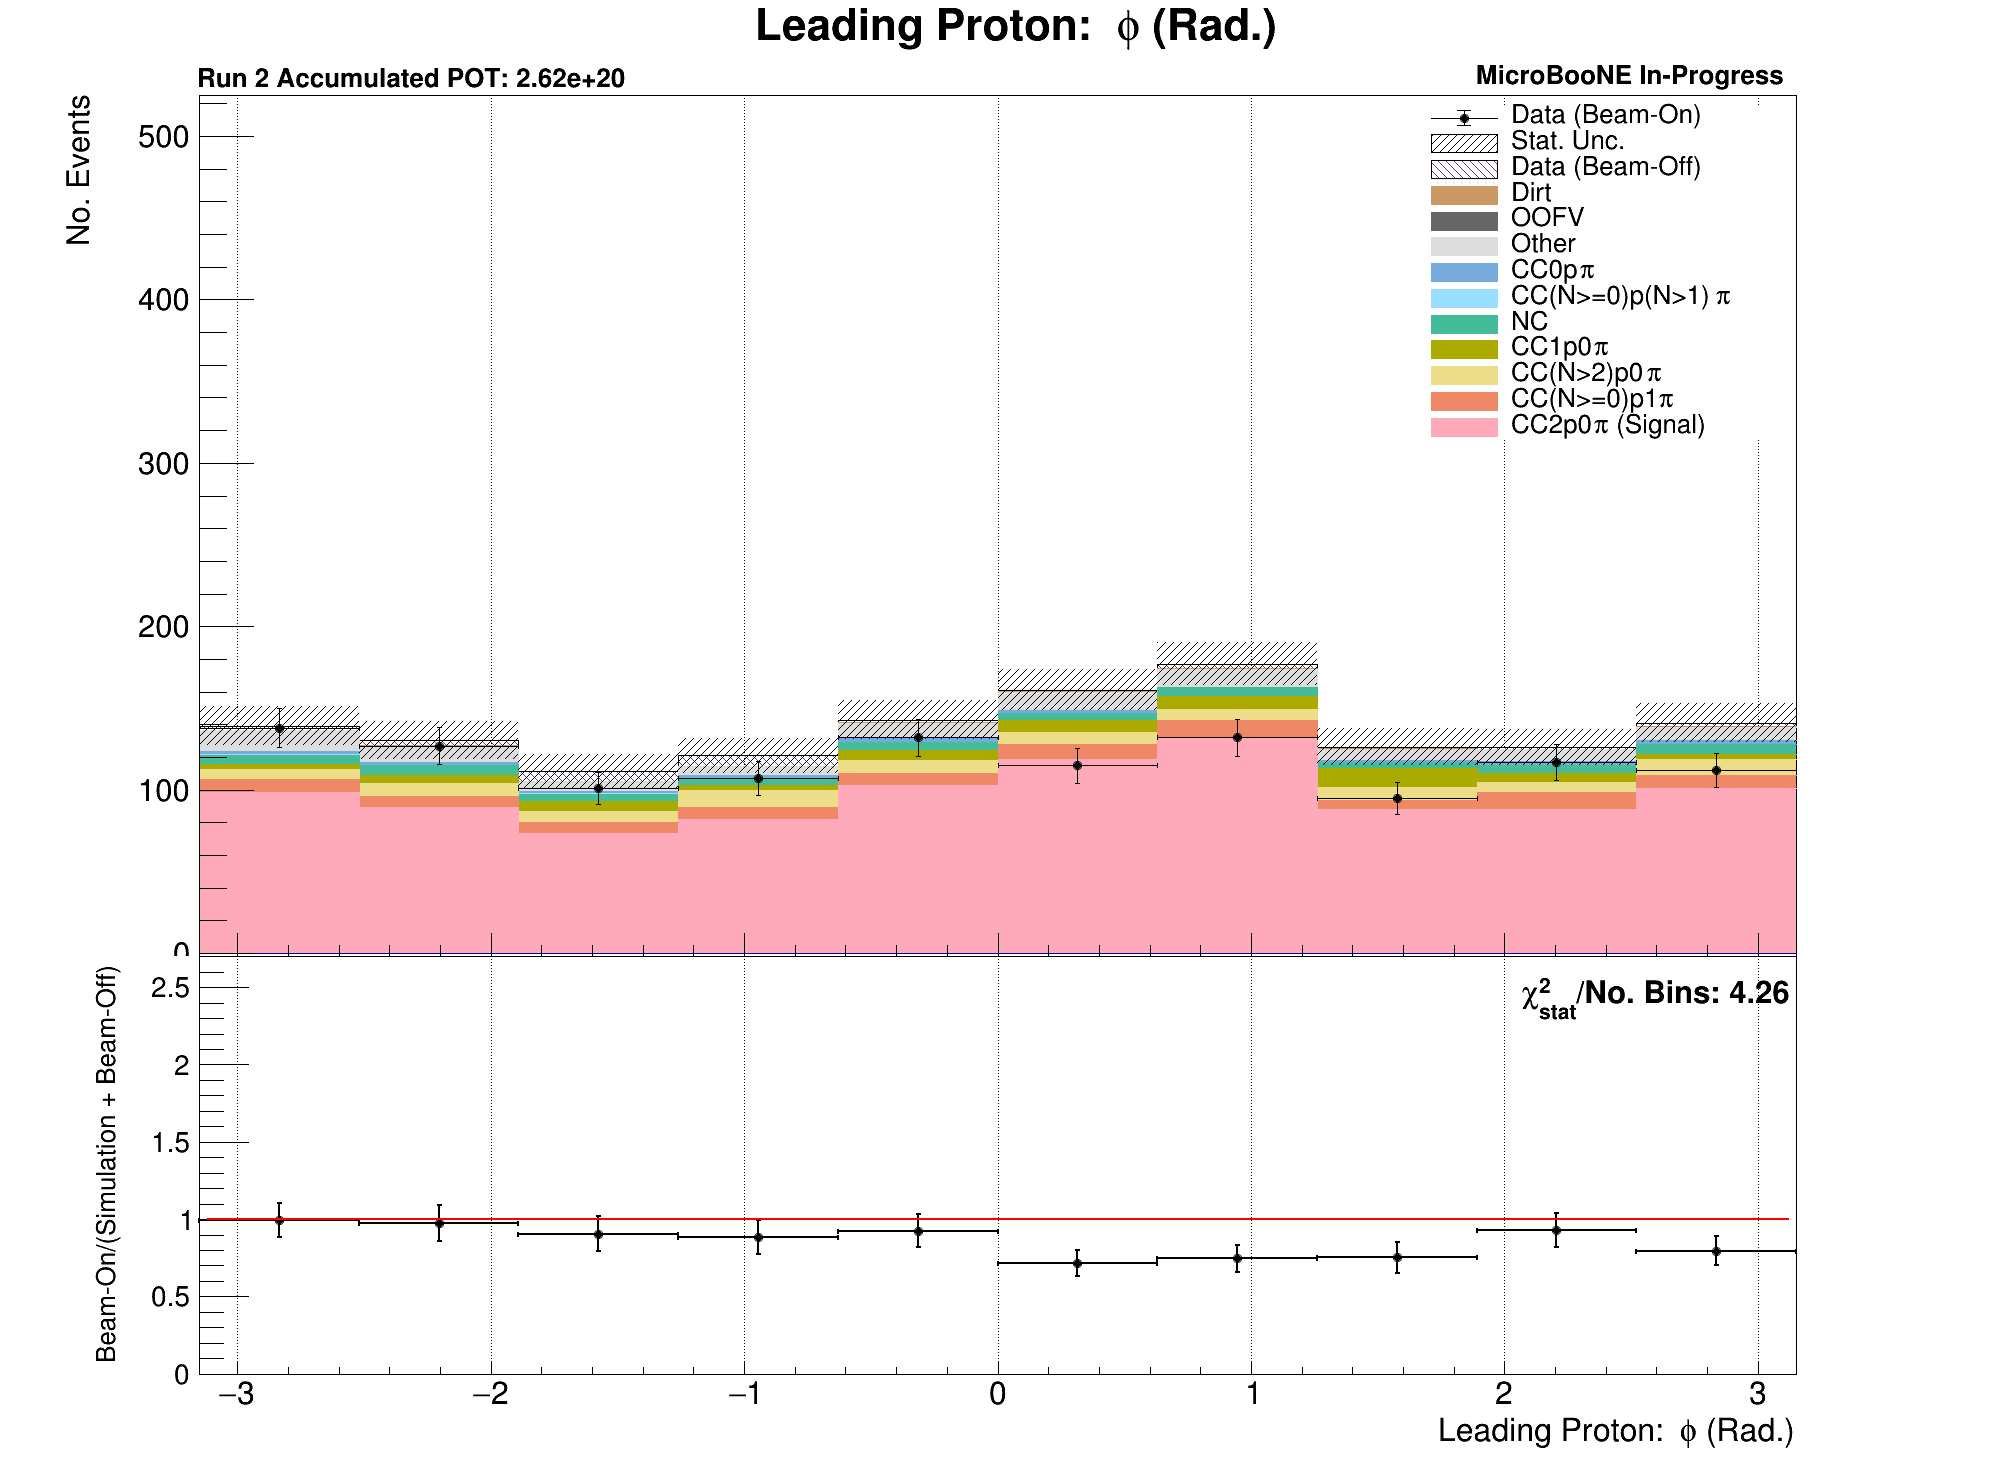 Leading Proton: ϕ (Rad.)
Run 2 Accumulated POT: 2.62e+20
MicroBooNE In-Progress
No. Events
500
400
300
200
100
0
Data (Beam-On)
Stat. Unc.
Data (Beam-Off)
Dirt
OOFV
Other
CC0pπ
CC(N>=0)p(N>1) π
NC
CC1p0π
CC(N>2)p0π
CC(N>=0)p1π
CC2p0π (Signal)
Beam-On/(Simulation + Beam-Off)
χ²stat/No. Bins: 4.26
2.5
2
1.5
1
0.5
0
−3 −2 −1 0 1 2 3
Leading Proton: ϕ (Rad.)